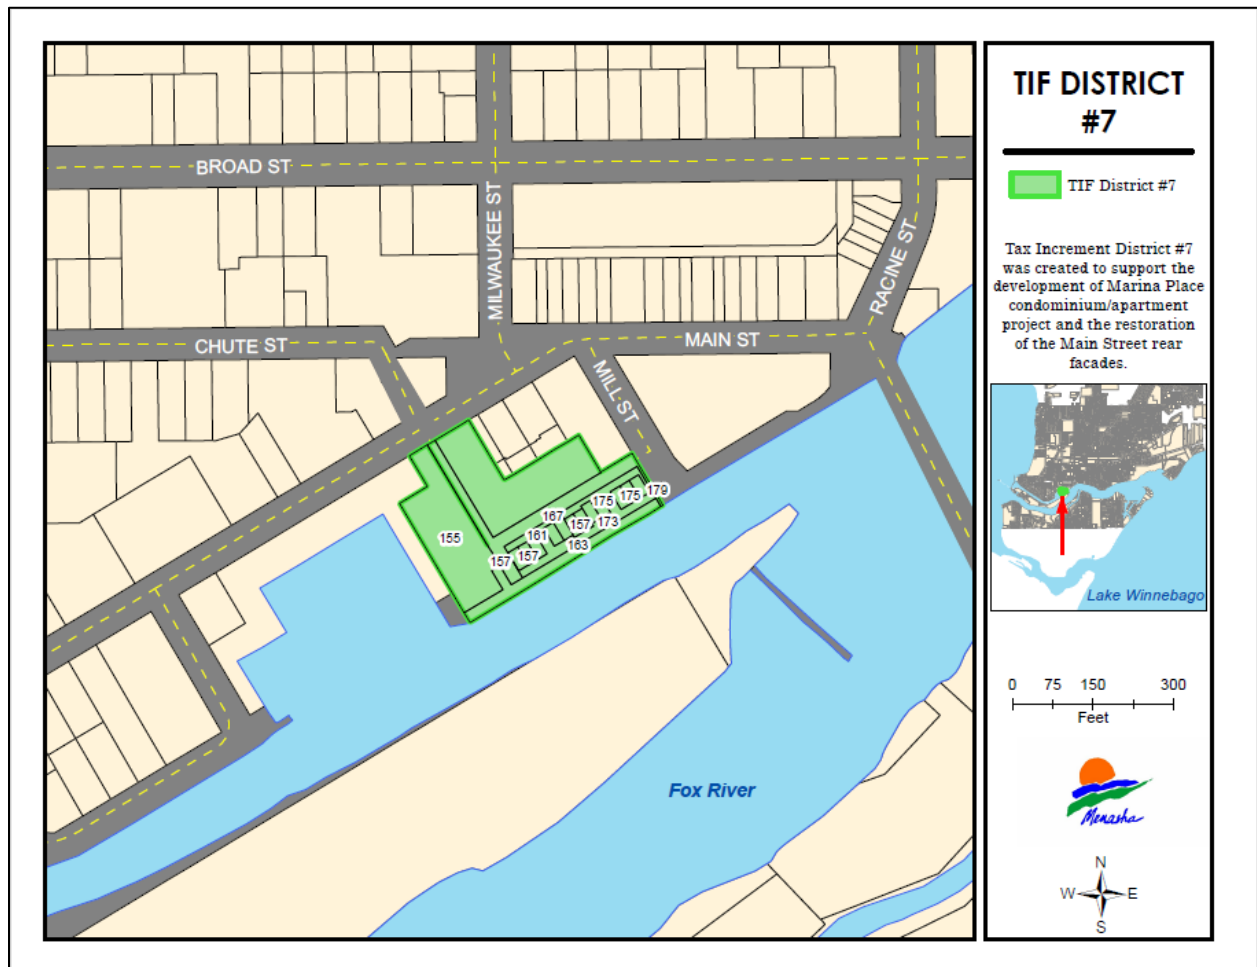 BROAD ST
MILWAUKEE ST
RACINE ST
CHUTE ST
MAIN ST
MILL ST
175
175
179
167
157
173
155
161
163
157
157
Fox River
TIF DISTRICT
#7
TIF District #7
Tax Increment District #7
was created to support the
development of Marina Place
condominium/apartment
project and the restoration
of the Main Street rear
facades.
Lake Winnebago
0 75 150 300
Feet
Menasha
N
W E
S